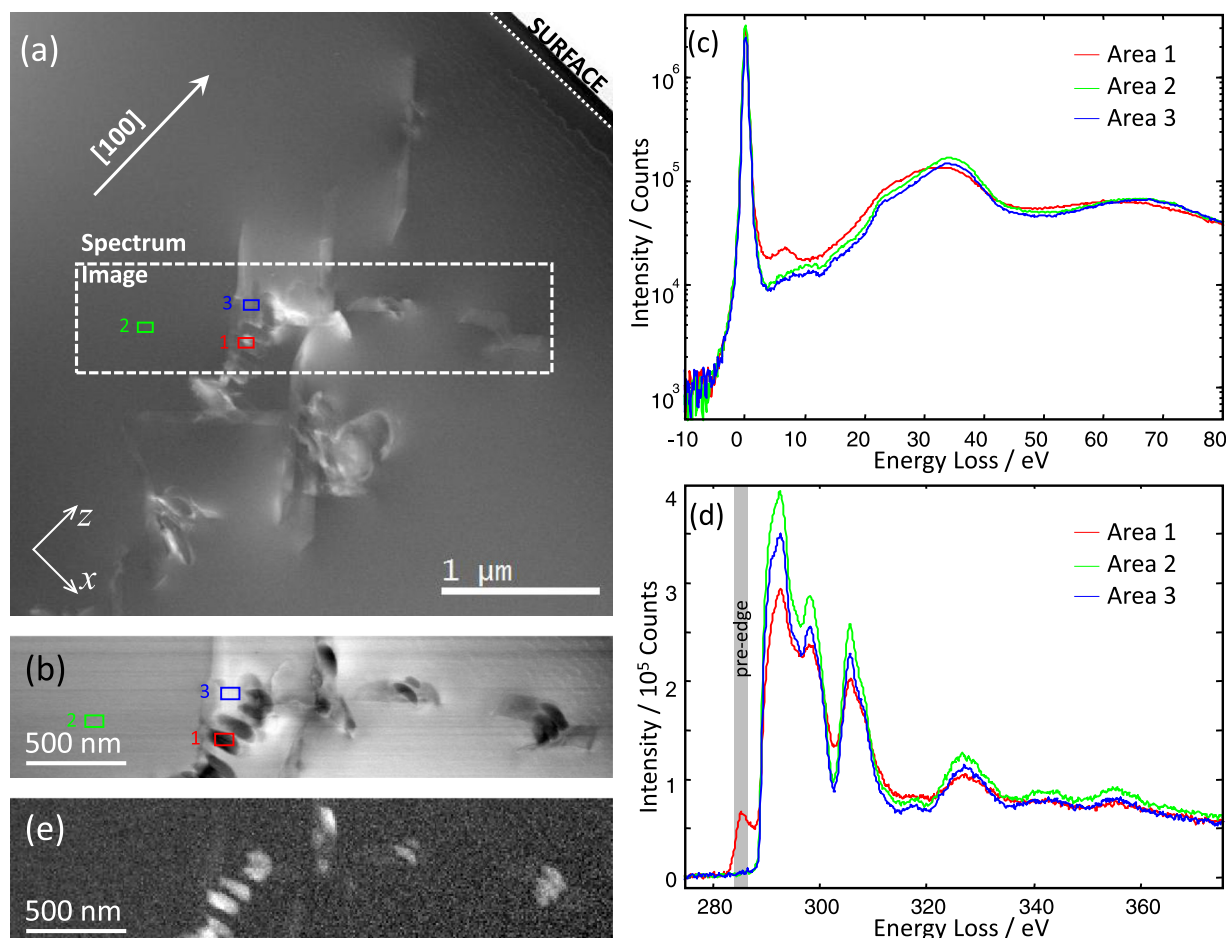 (a)
SURFACE
[100]
Spectrum
Image
3
2
1
z
x
1 µm
(b)
3
2
1
500 nm
(e)
500 nm
(c)
Area 1
Area 2
Area 3
Intensity / Counts
10⁶
10⁵
10⁴
10³
-10 0 10 20 30 40 50 60 70 80
Energy Loss / eV
(d)
Area 1
Area 2
Area 3
pre-edge
Intensity / 10⁵ Counts
4
3
2
1
0
280 300 320 340 360
Energy Loss / eV